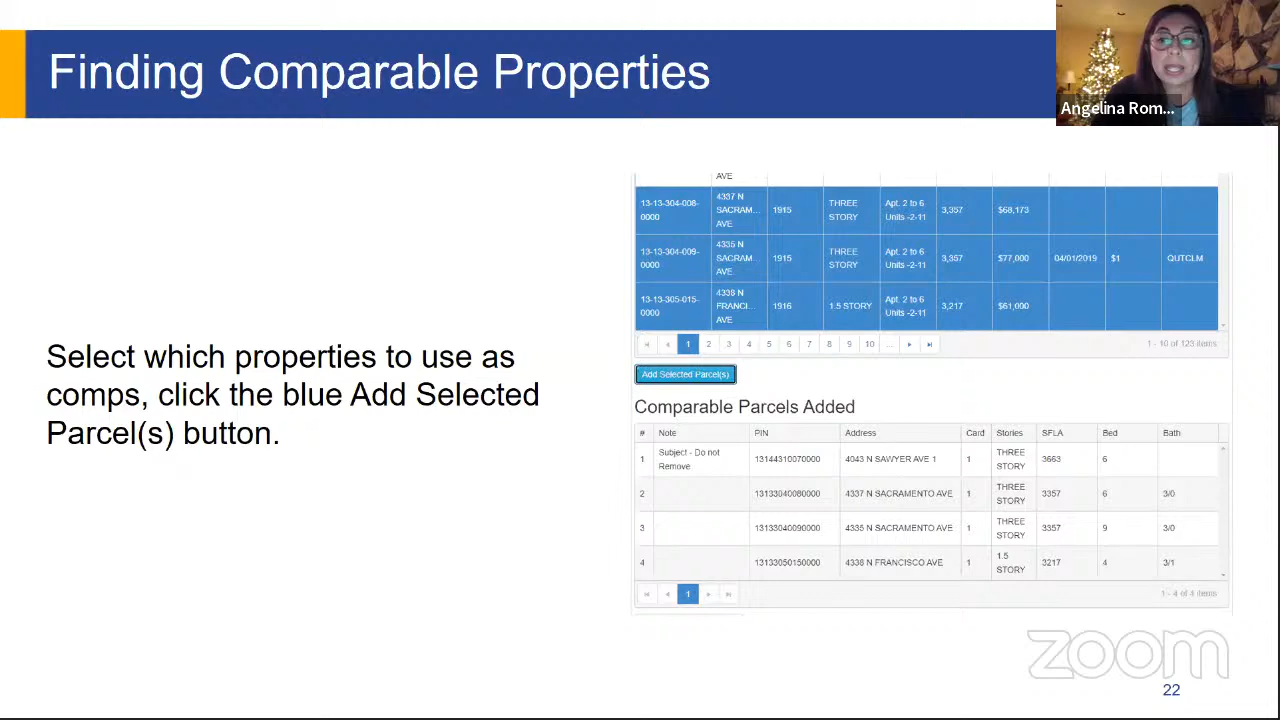 Finding Comparable Properties
Angelina Rom...
Select which properties to use as
comps, click the blue Add Selected
Parcel(s) button.
AVE
13-13-304-008-0000 4337 N SACRAM... AVE 1915 THREE STORY Apt. 2 to 6 Units -2-11 3,357 $68,173
13-13-304-009-0000 4335 N SACRAM... AVE 1915 THREE STORY Apt. 2 to 6 Units -2-11 3,357 $77,000 04/01/2019 $1 QUTCLM
13-13-305-015-0000 4338 N FRANCI... AVE 1916 1.5 STORY Apt. 2 to 6 Units -2-11 3,217 $61,000
1 2 3 4 5 6 7 8 9 10 ... 1 - 10 of 123 items
Add Selected Parcel(s)
Comparable Parcels Added
# Note PIN Address Card Stories SFLA Bed Bath
1 Subject - Do not Remove 13144310070000 4043 N SAWYER AVE 1 1 THREE STORY 3663 6
2 13133040080000 4337 N SACRAMENTO AVE 1 THREE STORY 3357 6 3/0
3 13133040090000 4335 N SACRAMENTO AVE 1 THREE STORY 3357 9 3/0
4 13133050150000 4338 N FRANCISCO AVE 1 1.5 STORY 3217 4 3/1
1 1 - 4 of 4 items
zoom
22